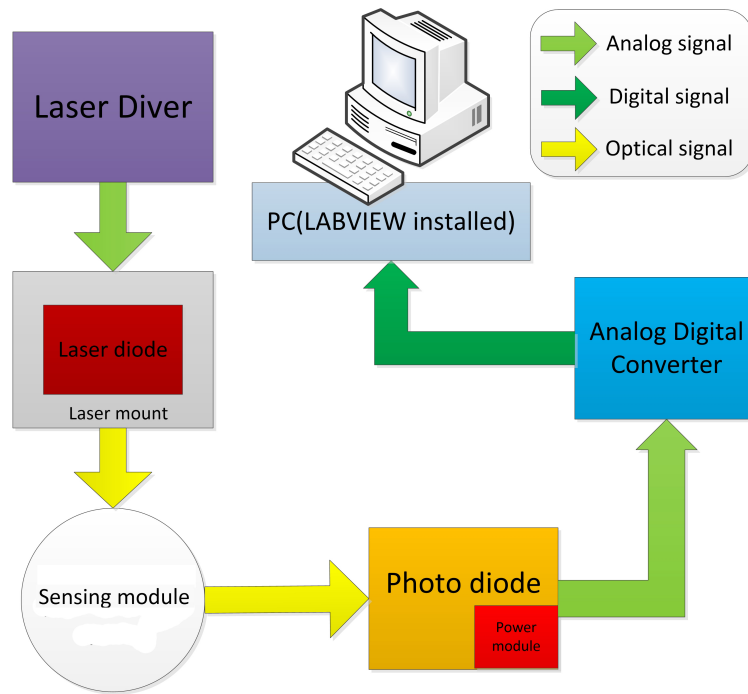 Laser Diver
PC(LABVIEW installed)
Analog signal
Digital signal
Optical signal
Laser diode
Laser mount
Analog Digital
Converter
Sensing module
Photo diode
Power
module